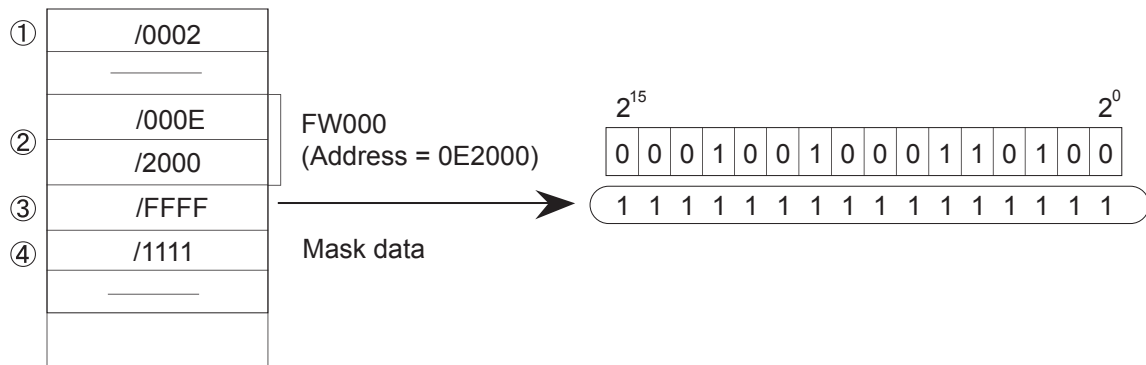 ① /0002
② /000E
/2000
③ /FFFF
④ /1111
FW000
(Address = 0E2000)
Mask data
2^15 2^0
0 0 0 1 0 0 1 0 0 0 1 1 0 1 0 0
1 1 1 1 1 1 1 1 1 1 1 1 1 1 1 1